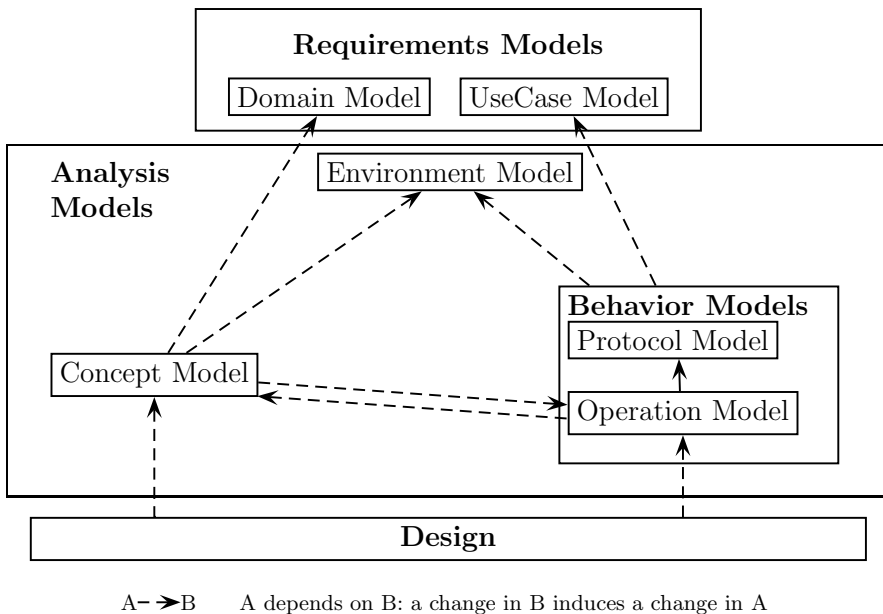 Requirements Models
Domain Model
UseCase Model
Analysis
Models
Environment Model
Behavior Models
Protocol Model
Concept Model
Operation Model
Design
A B A depends on B: a change in B induces a change in A